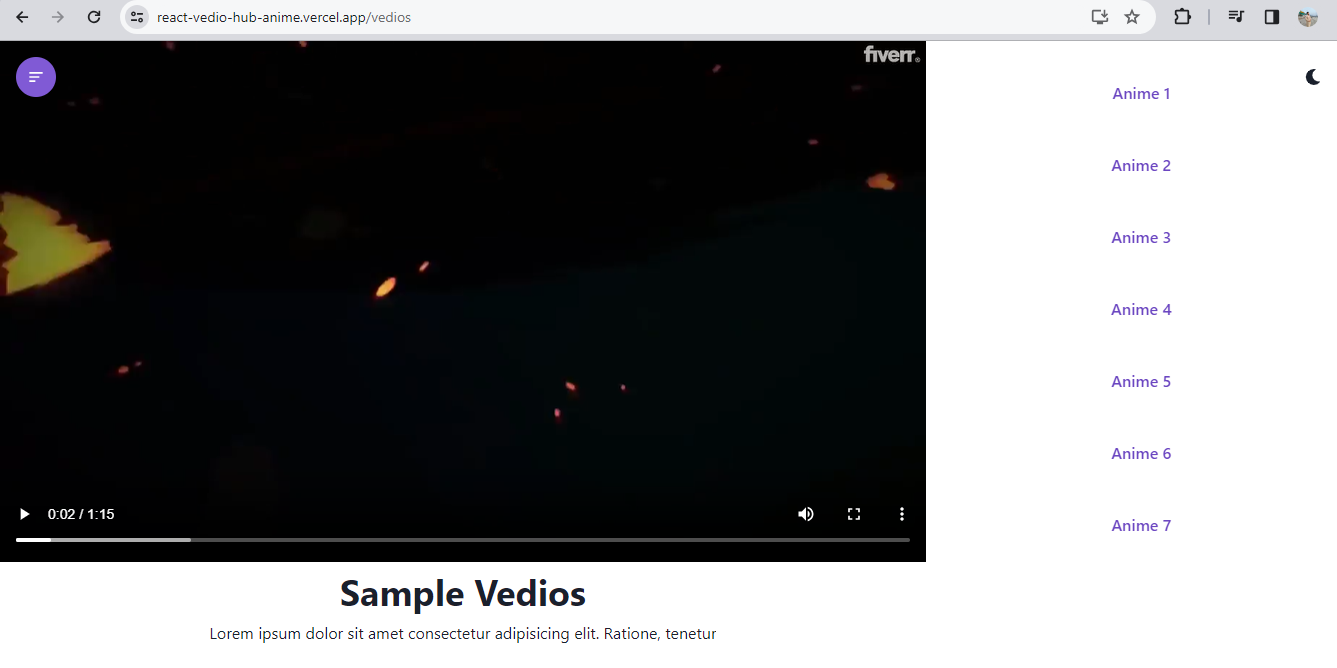 react-vedio-hub-anime.vercel.app/vedios
fiverr®
0:02 / 1:15
Sample Vedios
Lorem ipsum dolor sit amet consectetur adipisicing elit. Ratione, tenetur
Anime 1
Anime 2
Anime 3
Anime 4
Anime 5
Anime 6
Anime 7